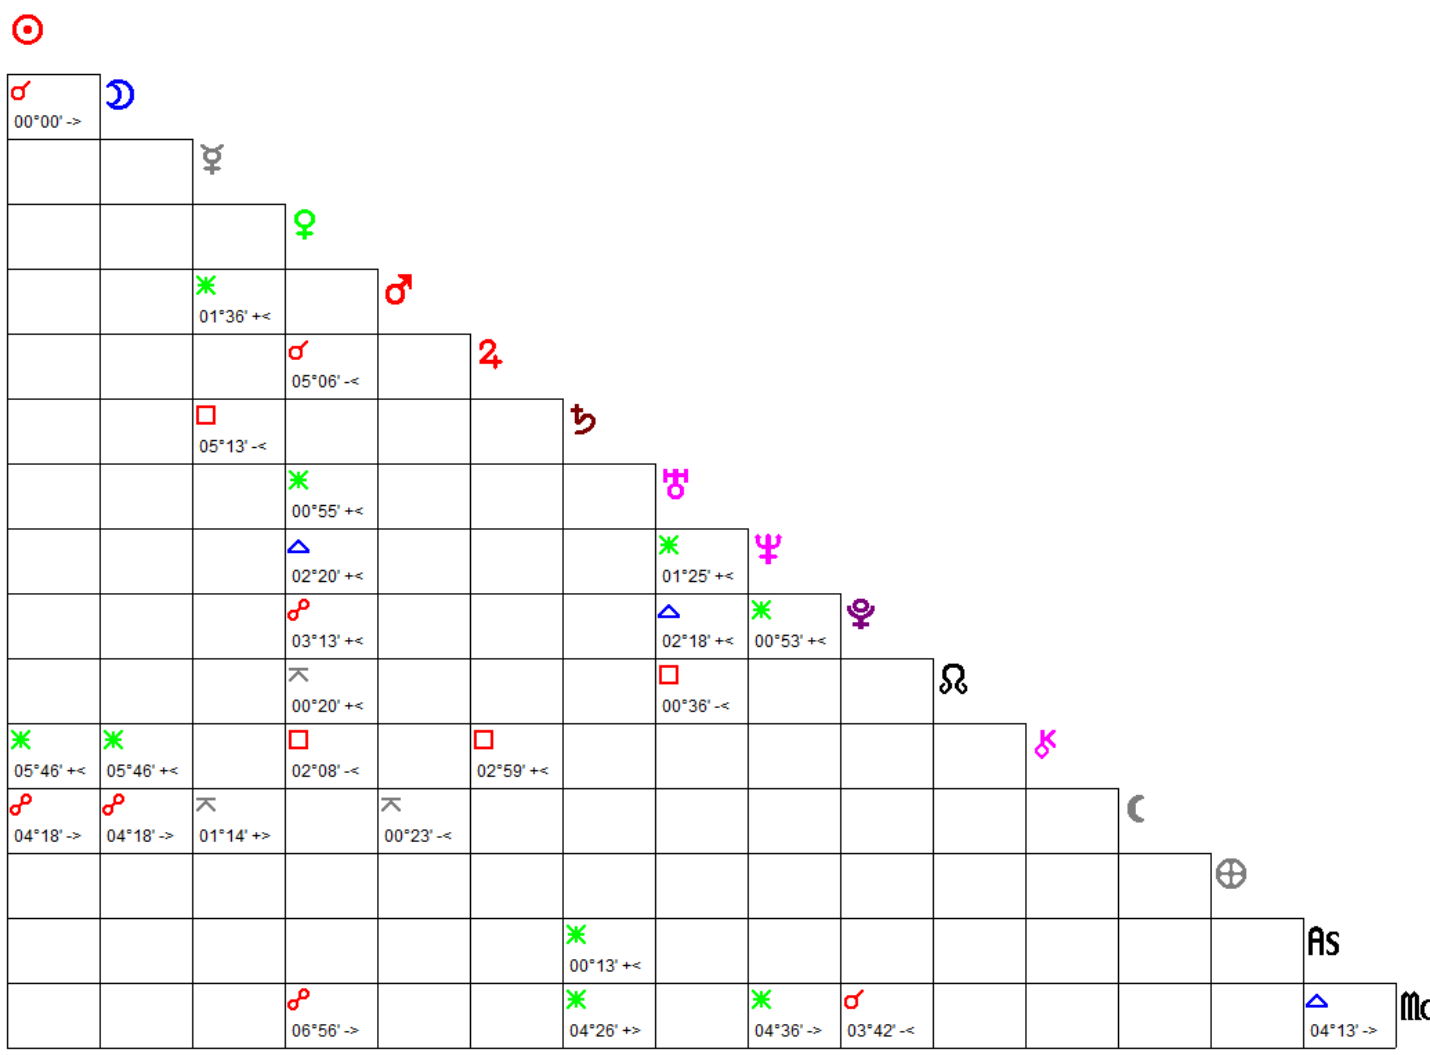 ☉
☌ ☽
00°00' ->
☿
♀
⚹ ♂
01°36' +<
☌ ♃
05°06' -<
□ ♄
05°13' -<
⚹ ♅
00°55' +<
△ ⚹ ♆
02°20' +< 01°25' +<
☍ △ ⚹ ♇
03°13' +< 02°18' +< 00°53' +<
⚻ □ ☊
00°20' +< 00°36' -<
⚹ ⚹ □ □ ⚷
05°46' +< 05°46' +< 02°08' -< 02°59' +<
☍ ☍ ⚻ ⚻ ☾
04°18' -> 04°18' -> 01°14' +> 00°23' -<
⊕
⚹ As
00°13' +<
☍ ⚹ ⚹ ☌ △ Mc
06°56' -> 04°26' +> 04°36' -> 03°42' -< 04°13' ->